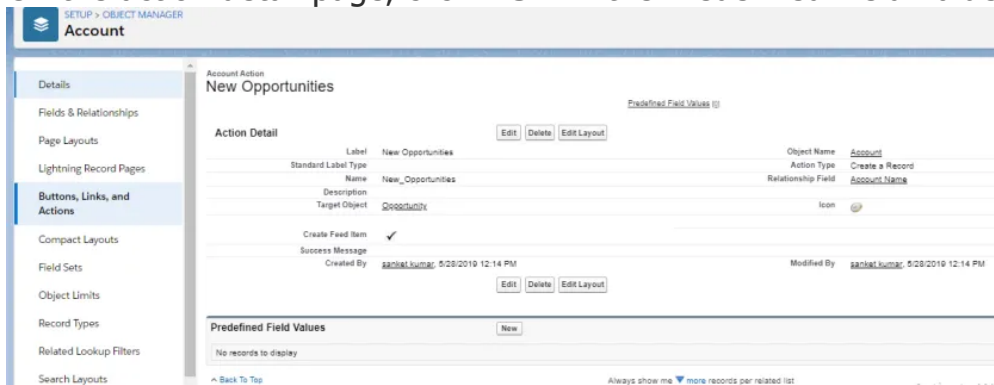 SETUP > OBJECT MANAGER
Account
Details
Fields & Relationships
Page Layouts
Lightning Record Pages
Buttons, Links, and
Actions
Compact Layouts
Field Sets
Object Limits
Record Types
Related Lookup Filters
Search Layouts
Account Action
New Opportunities
Predefined Field Values [0]
Action Detail Edit Delete Edit Layout
Label New Opportunities Object Name Account
Standard Label Type Action Type Create a Record
Name New_Opportunities Relationship Field Account Name
Description
Target Object Opportunity Icon
Create Feed Item ✓
Success Message
Created By sanket kumar, 5/28/2019 12:14 PM Modified By sanket kumar, 5/28/2019 12:14 PM
Edit Delete Edit Layout
Predefined Field Values New
No records to display
^ Back To Top Always show me ▼ more records per related list